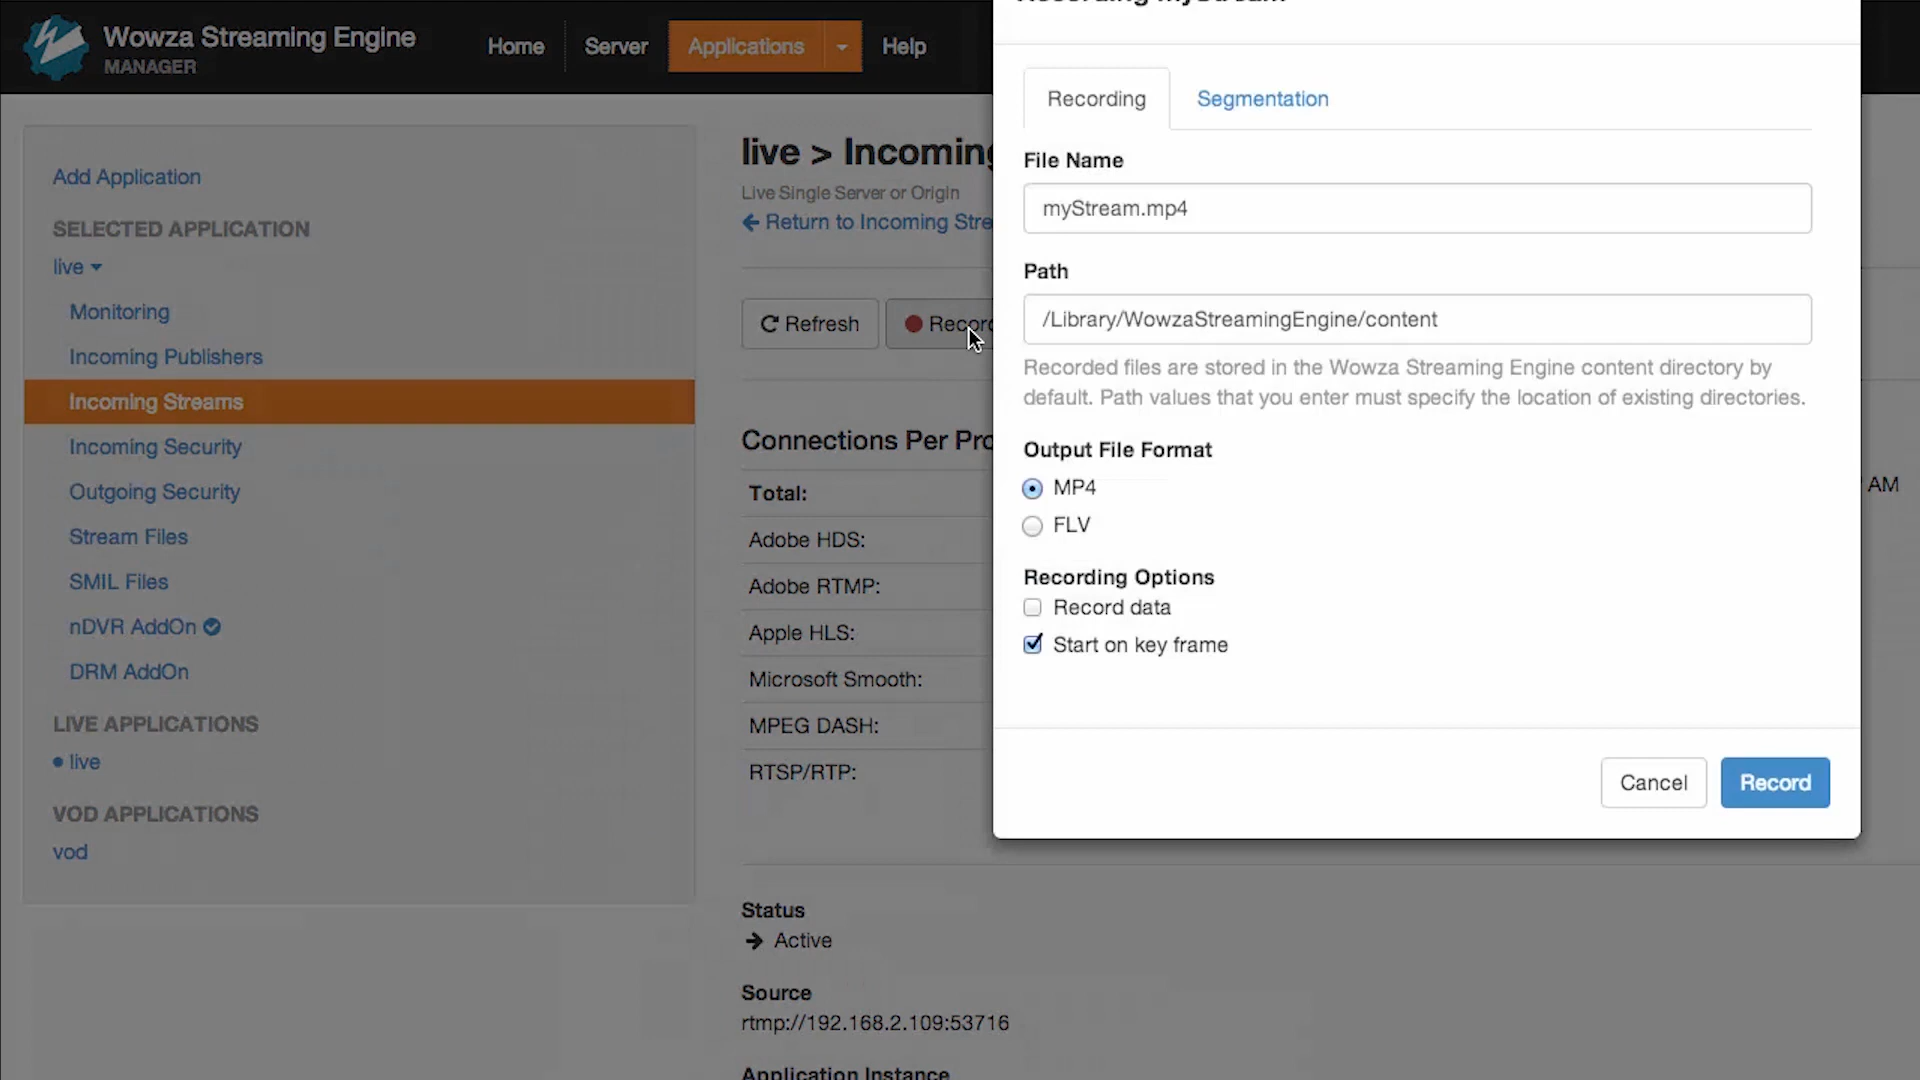 Wowza Streaming Engine
MANAGER
Home
Server
Applications
Help
Add Application
SELECTED APPLICATION
live
Monitoring
Incoming Publishers
Incoming Streams
Incoming Security
Outgoing Security
Stream Files
SMIL Files
nDVR AddOn
DRM AddOn
LIVE APPLICATIONS
live
VOD APPLICATIONS
vod
live > Incoming
Live Single Server or Origin
Return to Incoming Stre
Refresh
Record
Connections Per Pro
Total:
Adobe HDS:
Adobe RTMP:
Apple HLS:
Microsoft Smooth:
MPEG DASH:
RTSP/RTP:
Status
Active
Source
rtmp://192.168.2.109:53716
Application Instance
Recording myStream
Recording
Segmentation
File Name
myStream.mp4
Path
/Library/WowzaStreamingEngine/content
Recorded files are stored in the Wowza Streaming Engine content directory by
default. Path values that you enter must specify the location of existing directories.
Output File Format
MP4
FLV
Recording Options
Record data
Start on key frame
Cancel
Record
AM